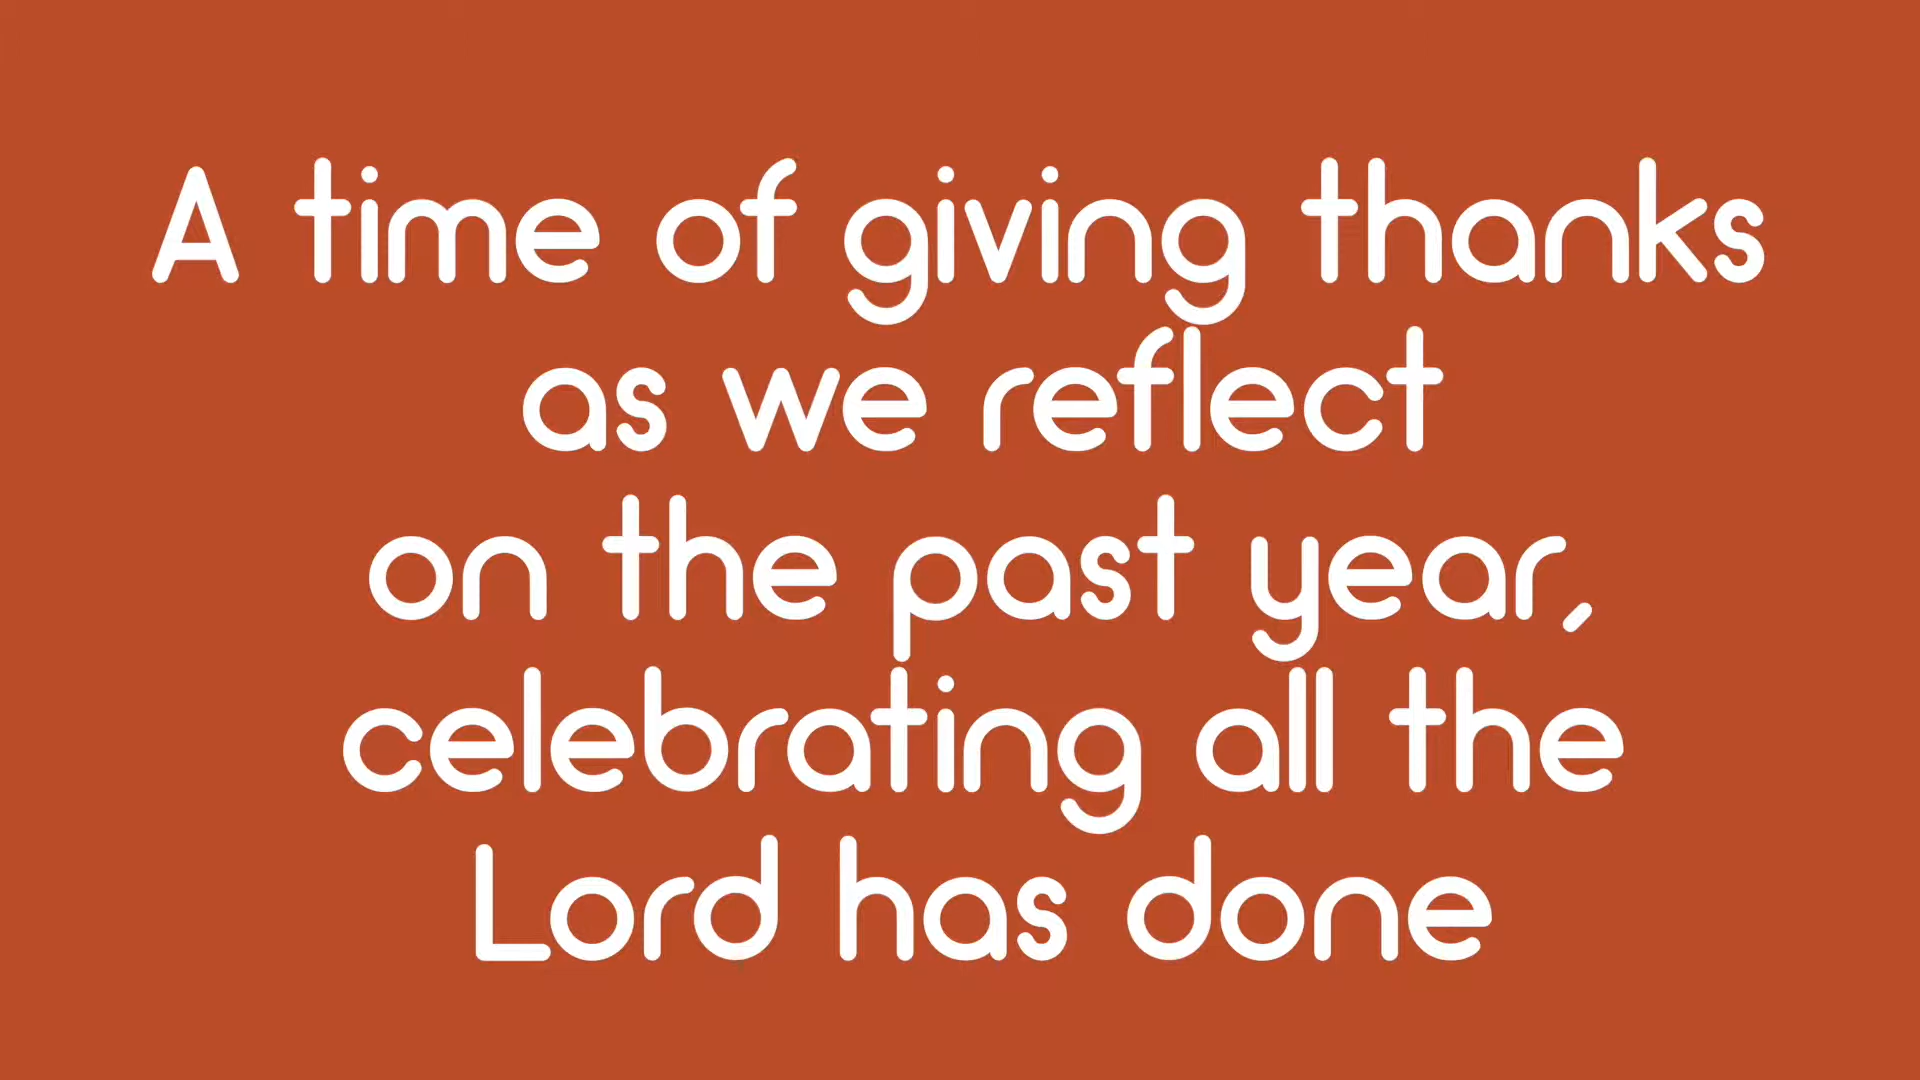 A time of giving thanks
as we reflect
on the past year,
celebrating all the
Lord has done